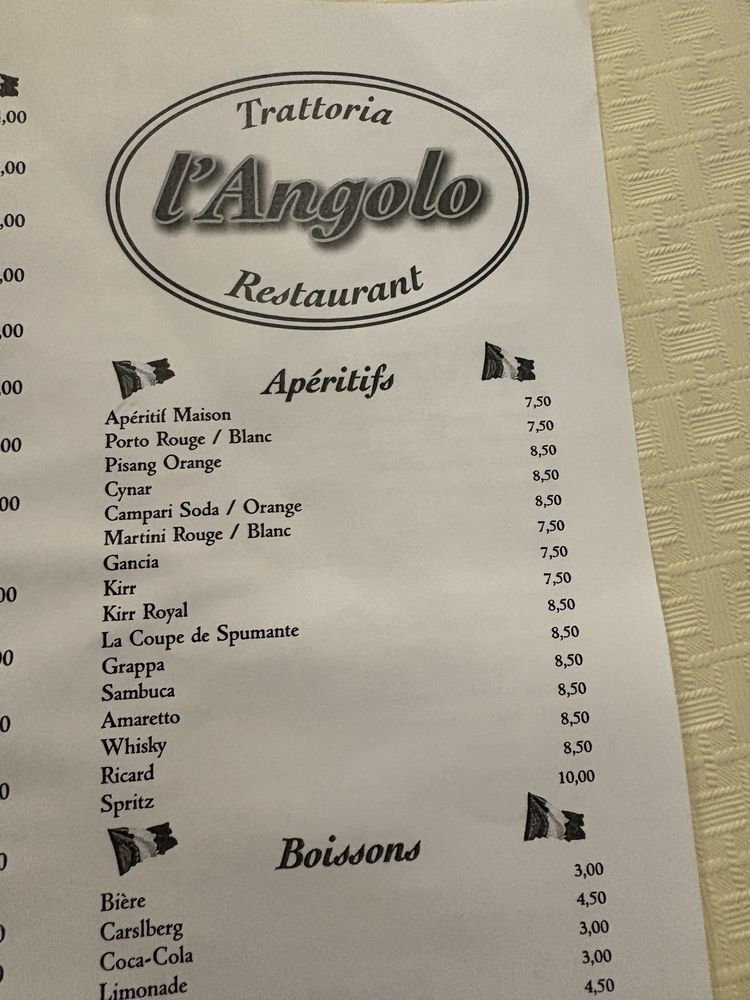 Trattoria
l'Angolo
Restaurant
Apéritifs
Apéritif Maison
Porto Rouge / Blanc
Pisang Orange
Cynar
Campari Soda / Orange
Martini Rouge / Blanc
Gancia
Kirr
Kirr Royal
La Coupe de Spumante
Grappa
Sambuca
Amaretto
Whisky
Ricard
Spritz
7,50
7,50
8,50
8,50
8,50
7,50
7,50
7,50
8,50
8,50
8,50
8,50
8,50
8,50
10,00
Boissons
Bière
Carslberg
Coca-Cola
Limonade
3,00
4,50
3,00
3,00
4,50